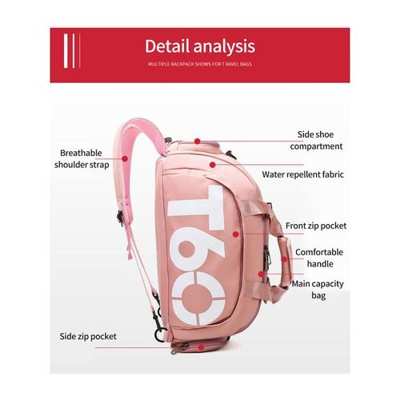 Detail analysis
MULTIPLE BACKPACK SHOWS FOR TRAVEL BAGS
Side shoe
compartment
Breathable
shoulder strap
Water repellent fabric
Front zip pocket
Comfortable
handle
Main capacity
bag
Side zip pocket
T60